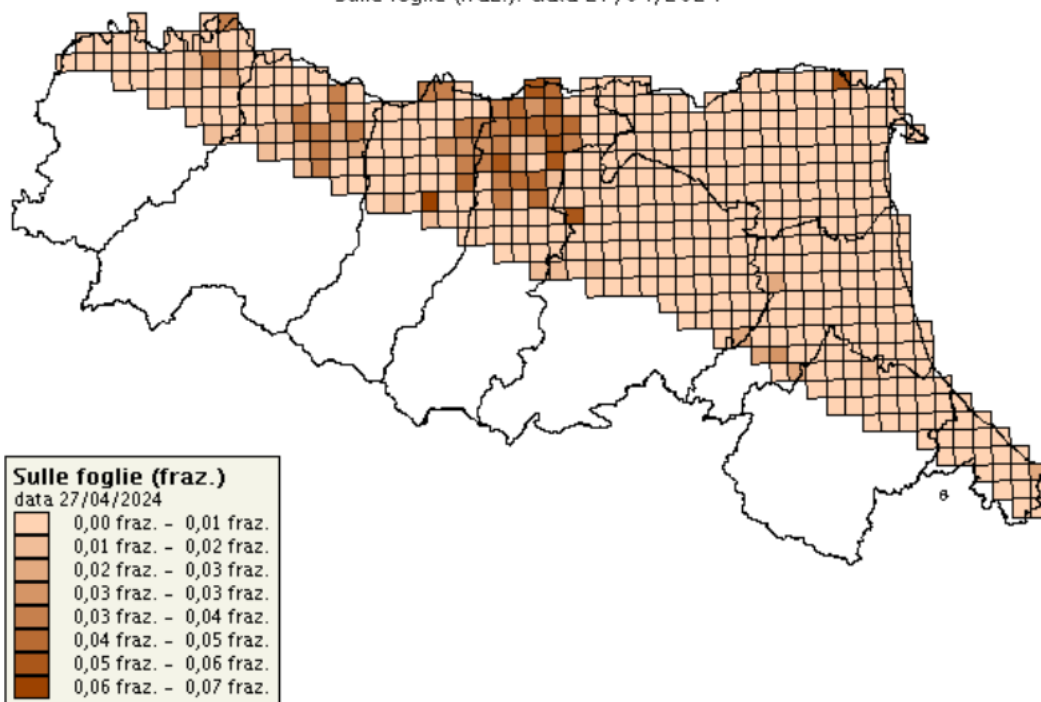 Sulle foglie (fraz.)
data 27/04/2024
0,00 fraz. - 0,01 fraz.
0,01 fraz. - 0,02 fraz.
0,02 fraz. - 0,03 fraz.
0,03 fraz. - 0,03 fraz.
0,03 fraz. - 0,04 fraz.
0,04 fraz. - 0,05 fraz.
0,05 fraz. - 0,06 fraz.
0,06 fraz. - 0,07 fraz.